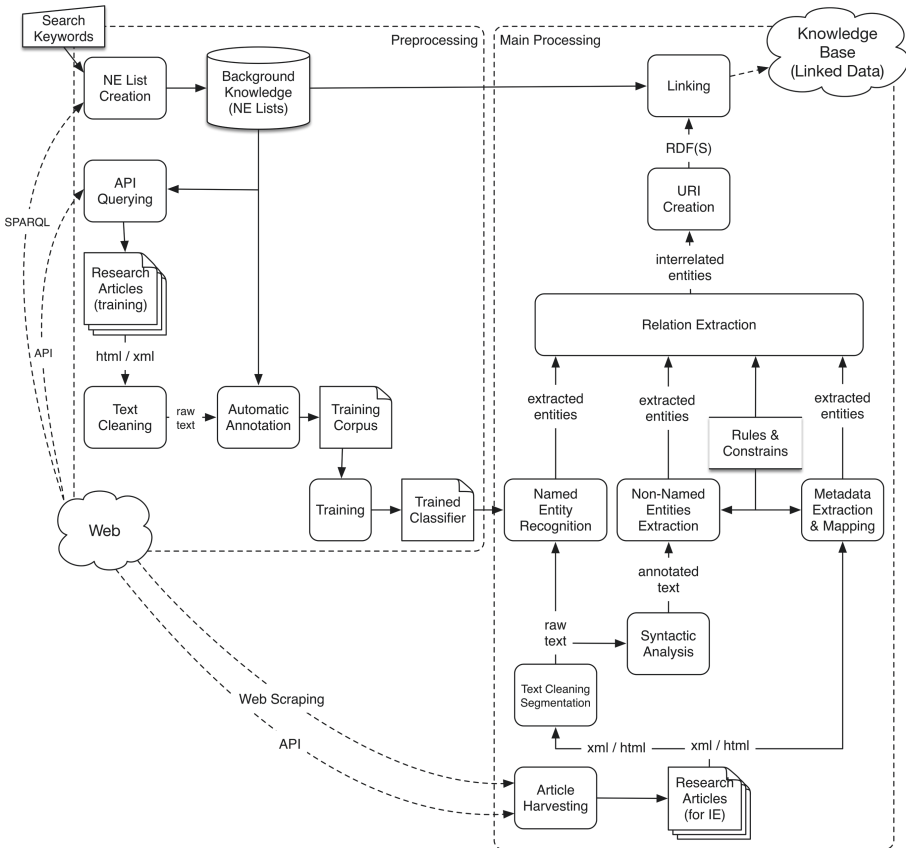 Search
Keywords
Preprocessing
Main Processing
Knowledge
Base
(Linked Data)
NE List
Creation
Background
Knowledge
(NE Lists)
Linking
RDF(S)
API
Querying
URI
Creation
SPARQL
interrelated
entities
Research
Articles
(training)
Relation Extraction
API
html / xml
extracted
entities
extracted
entities
extracted
entities
Text
Cleaning
raw
text
Automatic
Annotation
Training
Corpus
Rules &
Constrains
Training
Trained
Classifier
Named
Entity
Recognition
Non-Named
Entities
Extraction
Metadata
Extraction
& Mapping
Web
annotated
text
raw
text
Syntactic
Analysis
Text Cleaning
Segmentation
Web Scraping
API
xml / html
xml / html
Article
Harvesting
Research
Articles
(for IE)